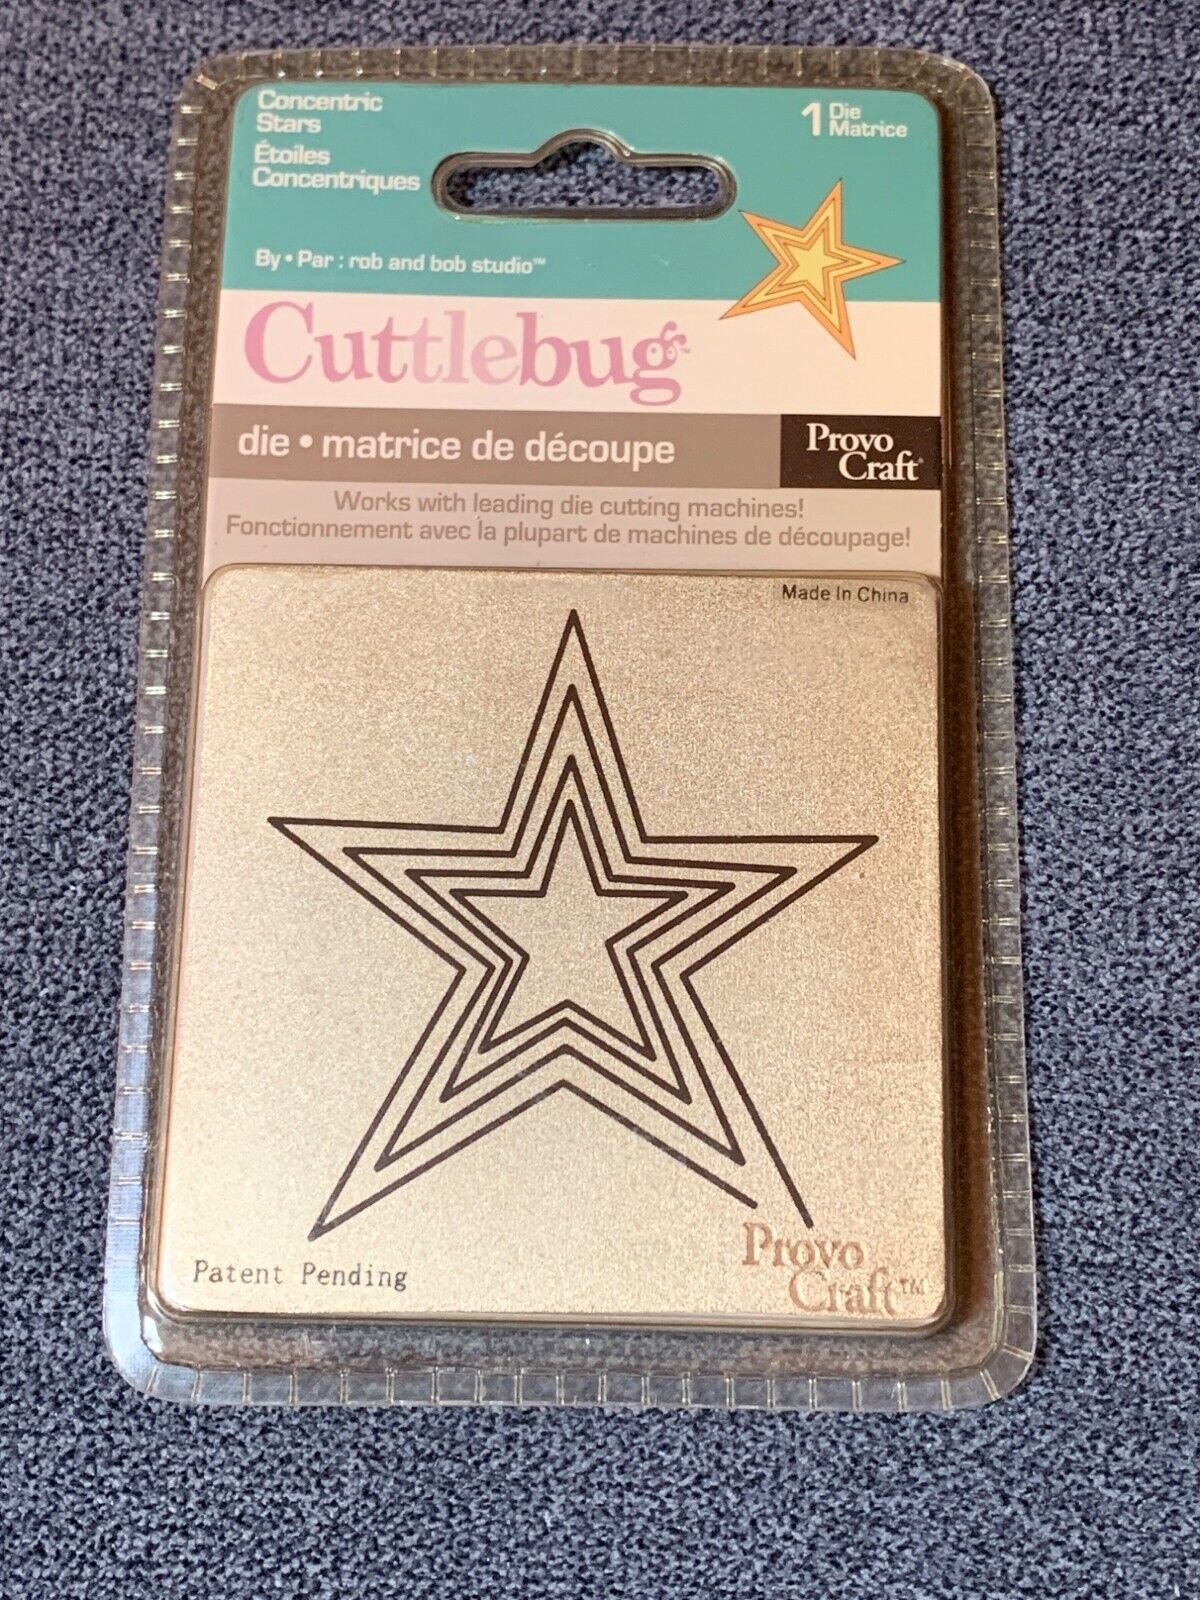 Concentric
Stars
Étoiles
Concentriques
1 Die
Matrice
By • Par : rob and bob studio™
Cuttlebug™
die • matrice de découpe
Provo
Craft®
Works with leading die cutting machines!
Fonctionnement avec la plupart de machines de découpage!
Made In China
Patent Pending
Provo
Craft™